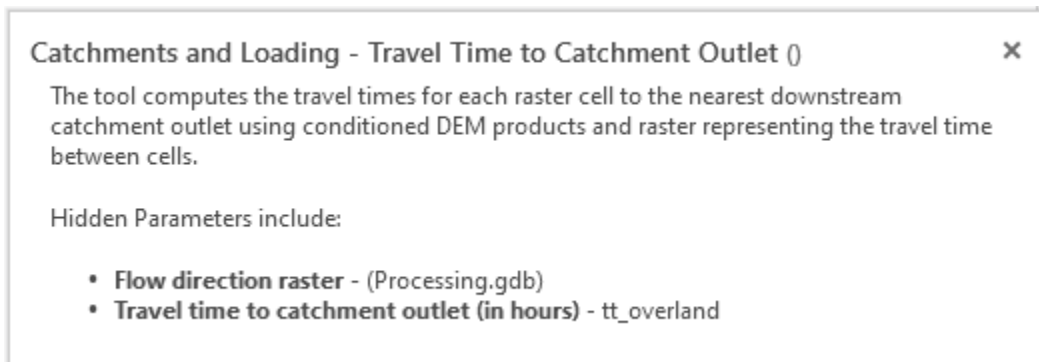 Catchments and Loading - Travel Time to Catchment Outlet () ×
The tool computes the travel times for each raster cell to the nearest downstream
catchment outlet using conditioned DEM products and raster representing the travel time
between cells.
Hidden Parameters include:
• Flow direction raster - (Processing.gdb)
• Travel time to catchment outlet (in hours) - tt_overland